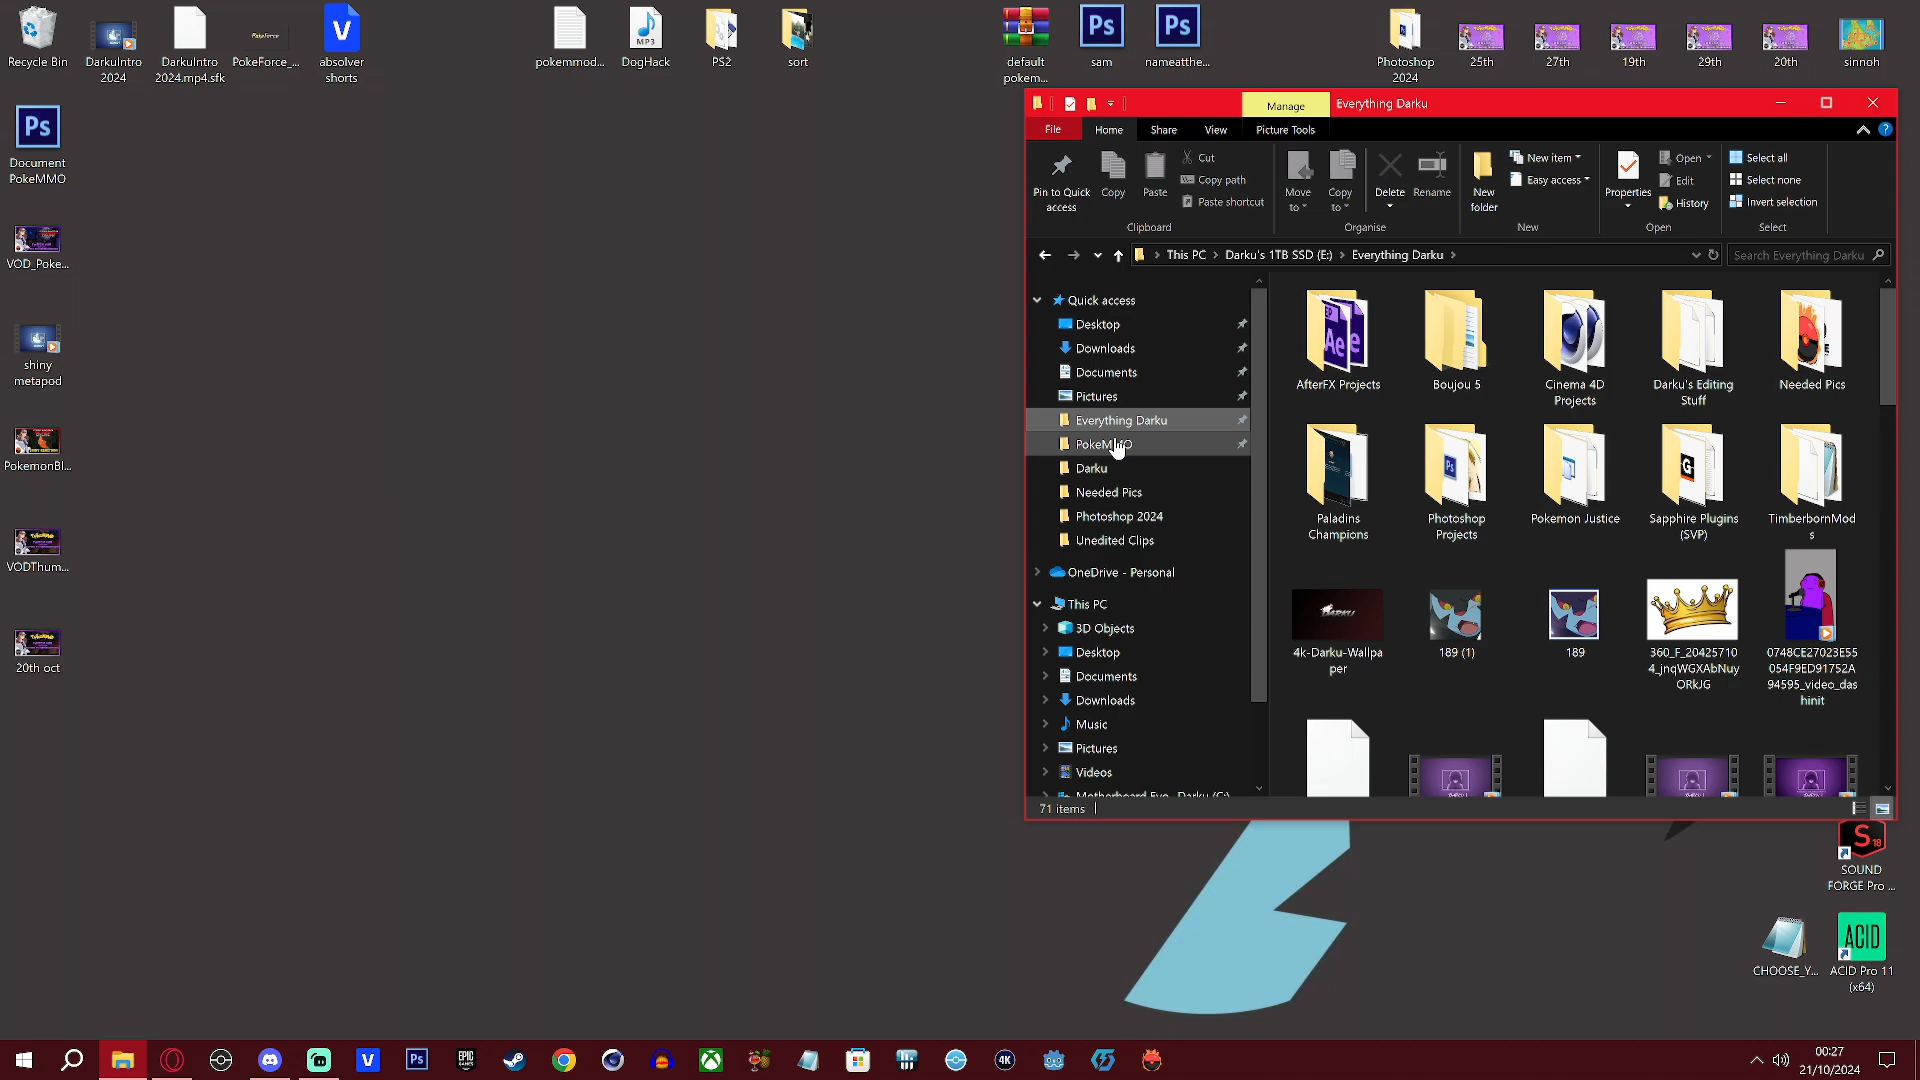 Recycle Bin
DarkuIntro
2024
DarkuIntro
2024.mp4.sfk
PokeForce_...
absolver
shorts
pokemmod...
DogHack
PS2
sort
default
pokem...
sam
nameatthe...
Photoshop
2024
25th
27th
19th
29th
20th
sinnoh
Document
PokeMMO
VOD_Poke...
shiny
metapod
PokemonBl...
VODThum...
20th oct
Manage
Everything Darku
File
Home
Share
View
Picture Tools
Pin to Quick
access
Copy
Paste
Cut
Copy path
Paste shortcut
Clipboard
Move
to
Copy
to
Delete
Rename
Organise
New
folder
New item
Easy access
New
Properties
Open
Edit
History
Open
Select all
Select none
Invert selection
Select
This PC
Darku's 1TB SSD (E:)
Everything Darku
Search Everything Darku
Quick access
Desktop
Downloads
Documents
Pictures
Everything Darku
PokeMMO
Darku
Needed Pics
Photoshop 2024
Unedited Clips
OneDrive - Personal
This PC
3D Objects
Desktop
Documents
Downloads
Music
Pictures
Videos
Motherboard Evo - Darku (C:)
AfterFX Projects
Boujou 5
Cinema 4D
Projects
Darku's Editing
Stuff
Needed Pics
Paladins
Champions
Photoshop
Projects
Pokemon Justice
Sapphire Plugins
(SVP)
TimberbornMod
s
4k-Darku-Wallpa
per
189 (1)
189
360_F_20425710
4_jnqWGXAbNuy
ORkJG
0748CE27023E55
054F9ED91752A
94595_video_das
hinit
71 items
SOUND
FORGE Pro ...
CHOOSE_Y...
ACID
ACID Pro 11
(x64)
00:27
21/10/2024